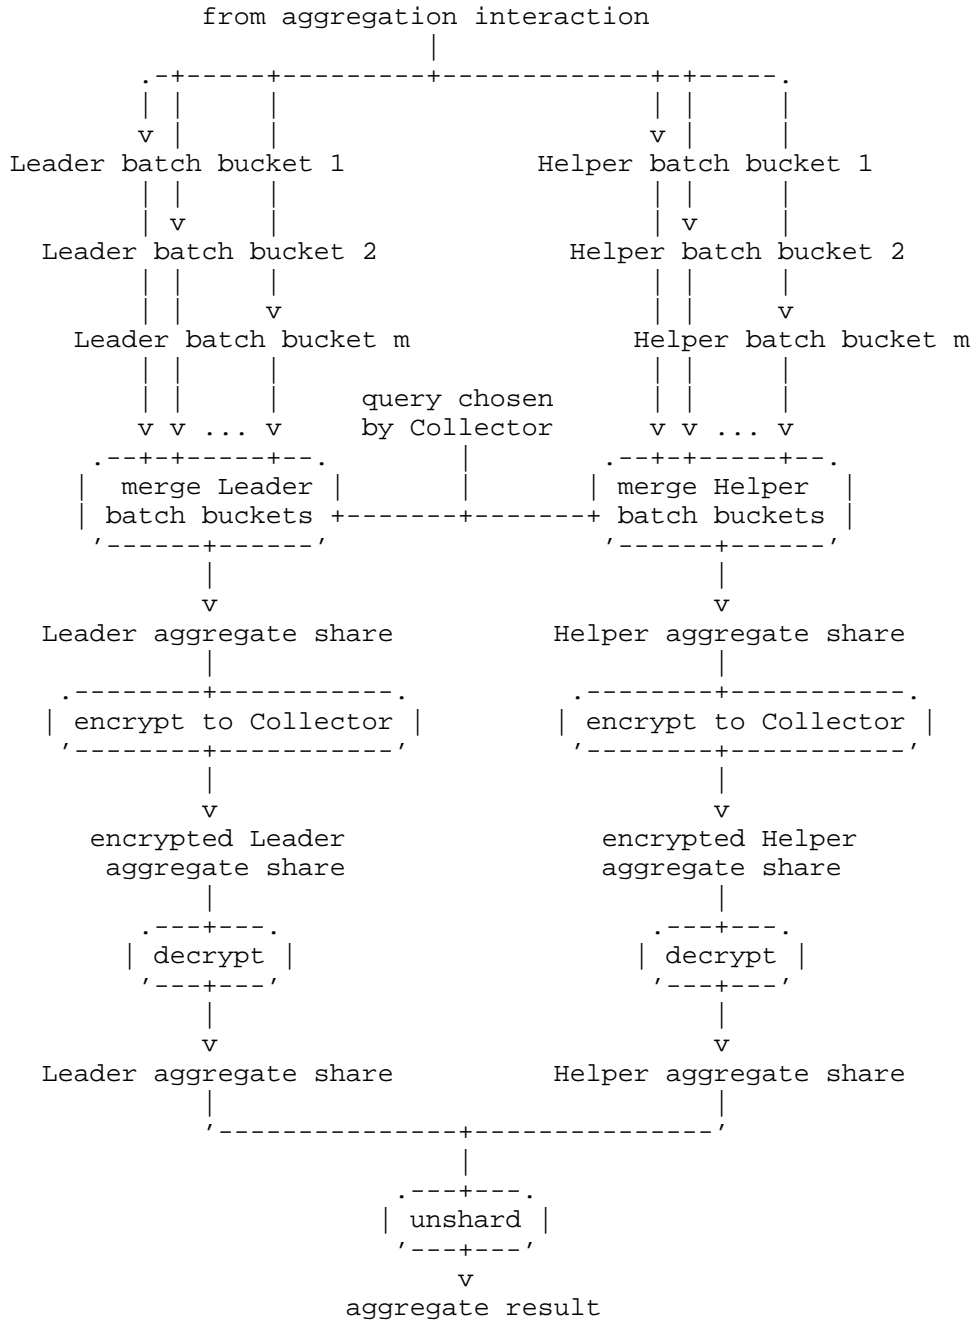 from aggregation interaction
Leader batch bucket 1 Helper batch bucket 1
Leader batch bucket 2 Helper batch bucket 2
Leader batch bucket m Helper batch bucket m
query chosen
... by Collector ...
merge Leader merge Helper
batch buckets batch buckets
Leader aggregate share Helper aggregate share
encrypt to Collector encrypt to Collector
encrypted Leader encrypted Helper
aggregate share aggregate share
decrypt decrypt
Leader aggregate share Helper aggregate share
unshard
aggregate result